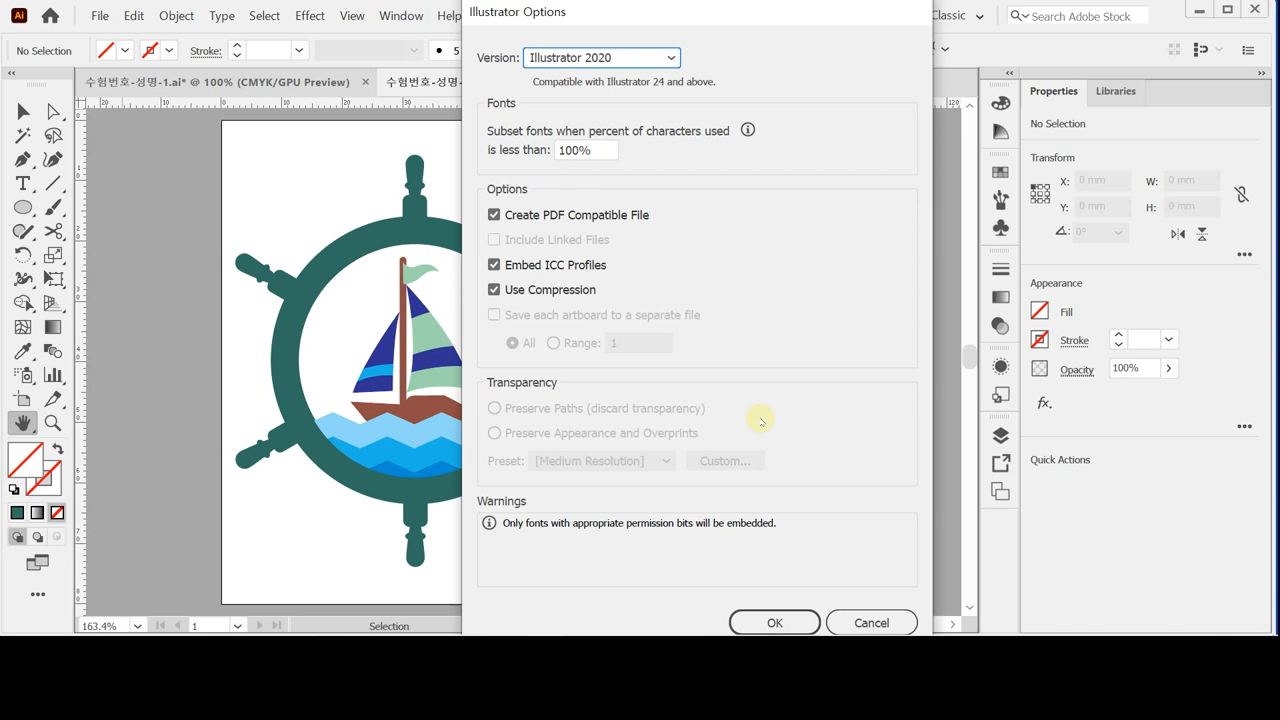 Illustrator Options
Ai File Edit Object Type Select Effect View Window Help Classic Search Adobe Stock
No Selection Stroke: 5
수험번호-성명-1.ai* @ 100% (CMYK/GPU Preview) × 수험번호-성명-
Version: Illustrator 2020
Compatible with Illustrator 24 and above.
Fonts
Subset fonts when percent of characters used
is less than: 100%
Options
Create PDF Compatible File
Include Linked Files
Embed ICC Profiles
Use Compression
Save each artboard to a separate file
All Range: 1
Transparency
Preserve Paths (discard transparency)
Preserve Appearance and Overprints
Preset: [Medium Resolution] Custom...
Warnings
Only fonts with appropriate permission bits will be embedded.
OK Cancel
Properties Libraries
No Selection
Transform
X: 0 mm W: 0 mm
Y: 0 mm H: 0 mm
0°
Appearance
Fill
Stroke
Opacity 100%
fx.
Quick Actions
163.4% 1 Selection